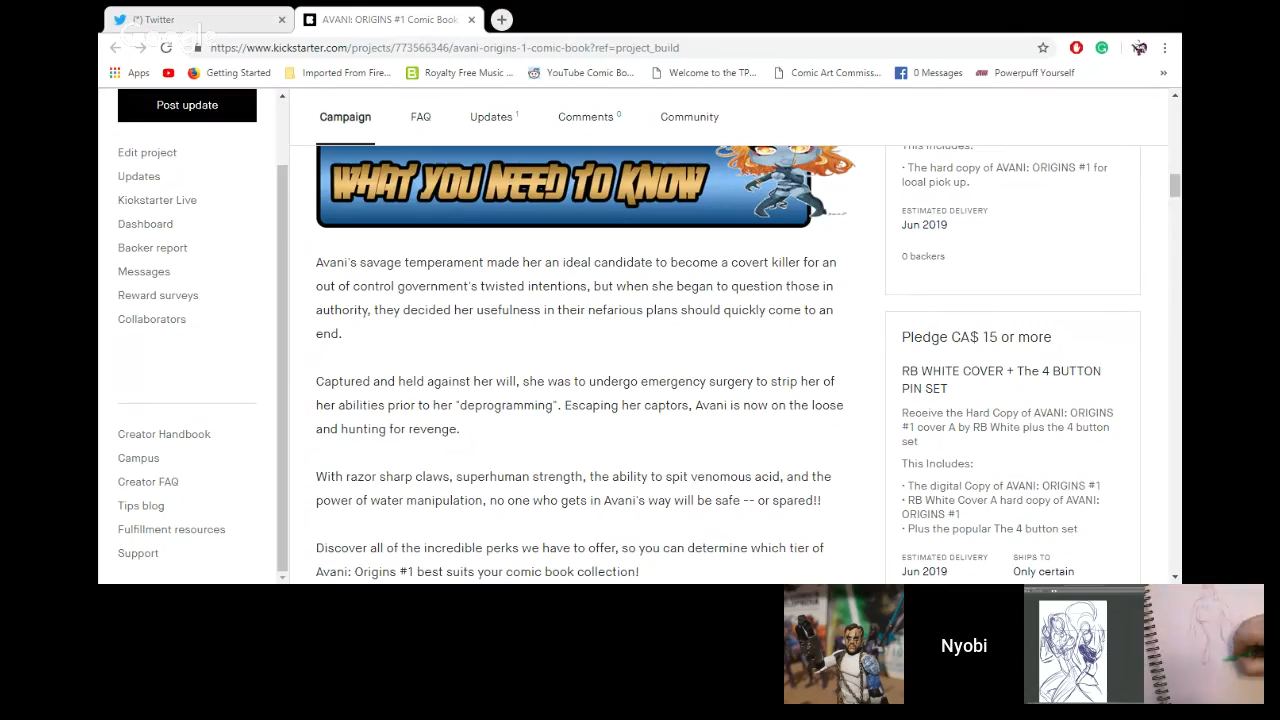 (*) Twitter
AVANI: ORIGINS #1 Comic Book
Google
https://www.kickstarter.com/projects/773566346/avani-origins-1-comic-book?ref=project_build
Apps
Getting Started
Imported From Fire...
Royalty Free Music ...
YouTube Comic Bo...
Welcome to the TP...
Comic Art Commiss...
0 Messages
Powerpuff Yourself
»
Post update
Edit project
Updates
Kickstarter Live
Dashboard
Backer report
Messages
Reward surveys
Collaborators
Creator Handbook
Campus
Creator FAQ
Tips blog
Fulfillment resources
Support
Campaign
FAQ
Updates 1
Comments 0
Community
WHAT YOU NEED TO KNOW
Avani's savage temperament made her an ideal candidate to become a covert killer for an
out of control government's twisted intentions, but when she began to question those in
authority, they decided her usefulness in their nefarious plans should quickly come to an
end.
Captured and held against her will, she was to undergo emergency surgery to strip her of
her abilities prior to her "deprogramming". Escaping her captors, Avani is now on the loose
and hunting for revenge.
With razor sharp claws, superhuman strength, the ability to spit venomous acid, and the
power of water manipulation, no one who gets in Avani's way will be safe -- or spared!!
Discover all of the incredible perks we have to offer, so you can determine which tier of
Avani: Origins #1 best suits your comic book collection!
This Includes:
• The hard copy of AVANI: ORIGINS #1 for
local pick up.
ESTIMATED DELIVERY
Jun 2019
0 backers
Pledge CA$ 15 or more
RB WHITE COVER + The 4 BUTTON
PIN SET
Receive the Hard Copy of AVANI: ORIGINS
#1 cover A by RB White plus the 4 button
set
This Includes:
• The digital Copy of AVANI: ORIGINS #1
• RB White Cover A hard copy of AVANI:
ORIGINS #1
• Plus the popular The 4 button set
ESTIMATED DELIVERY
Jun 2019
SHIPS TO
Only certain
Nyobi